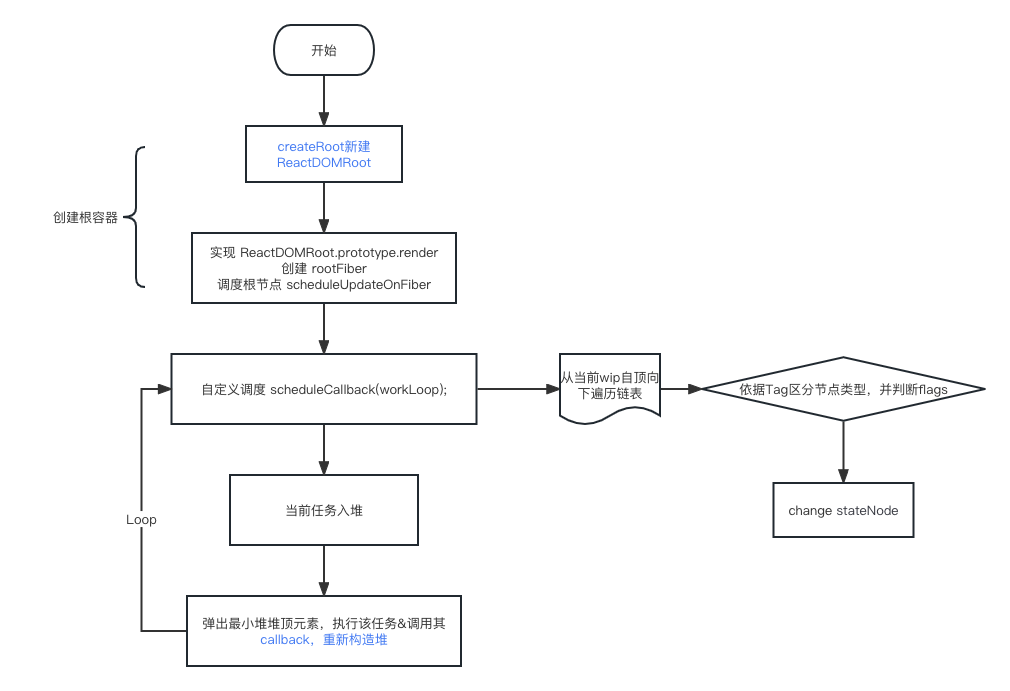 开始
createRoot新建
ReactDOMRoot
创建根容器
实现 ReactDOMRoot.prototype.render
创建 rootFiber
调度根节点 scheduleUpdateOnFiber
自定义调度 scheduleCallback(workLoop);
从当前wip自顶向
下遍历链表
依据Tag区分节点类型，并判断flags
当前任务入堆
change stateNode
Loop
弹出最小堆堆顶元素，执行该任务&调用其
callback，重新构造堆